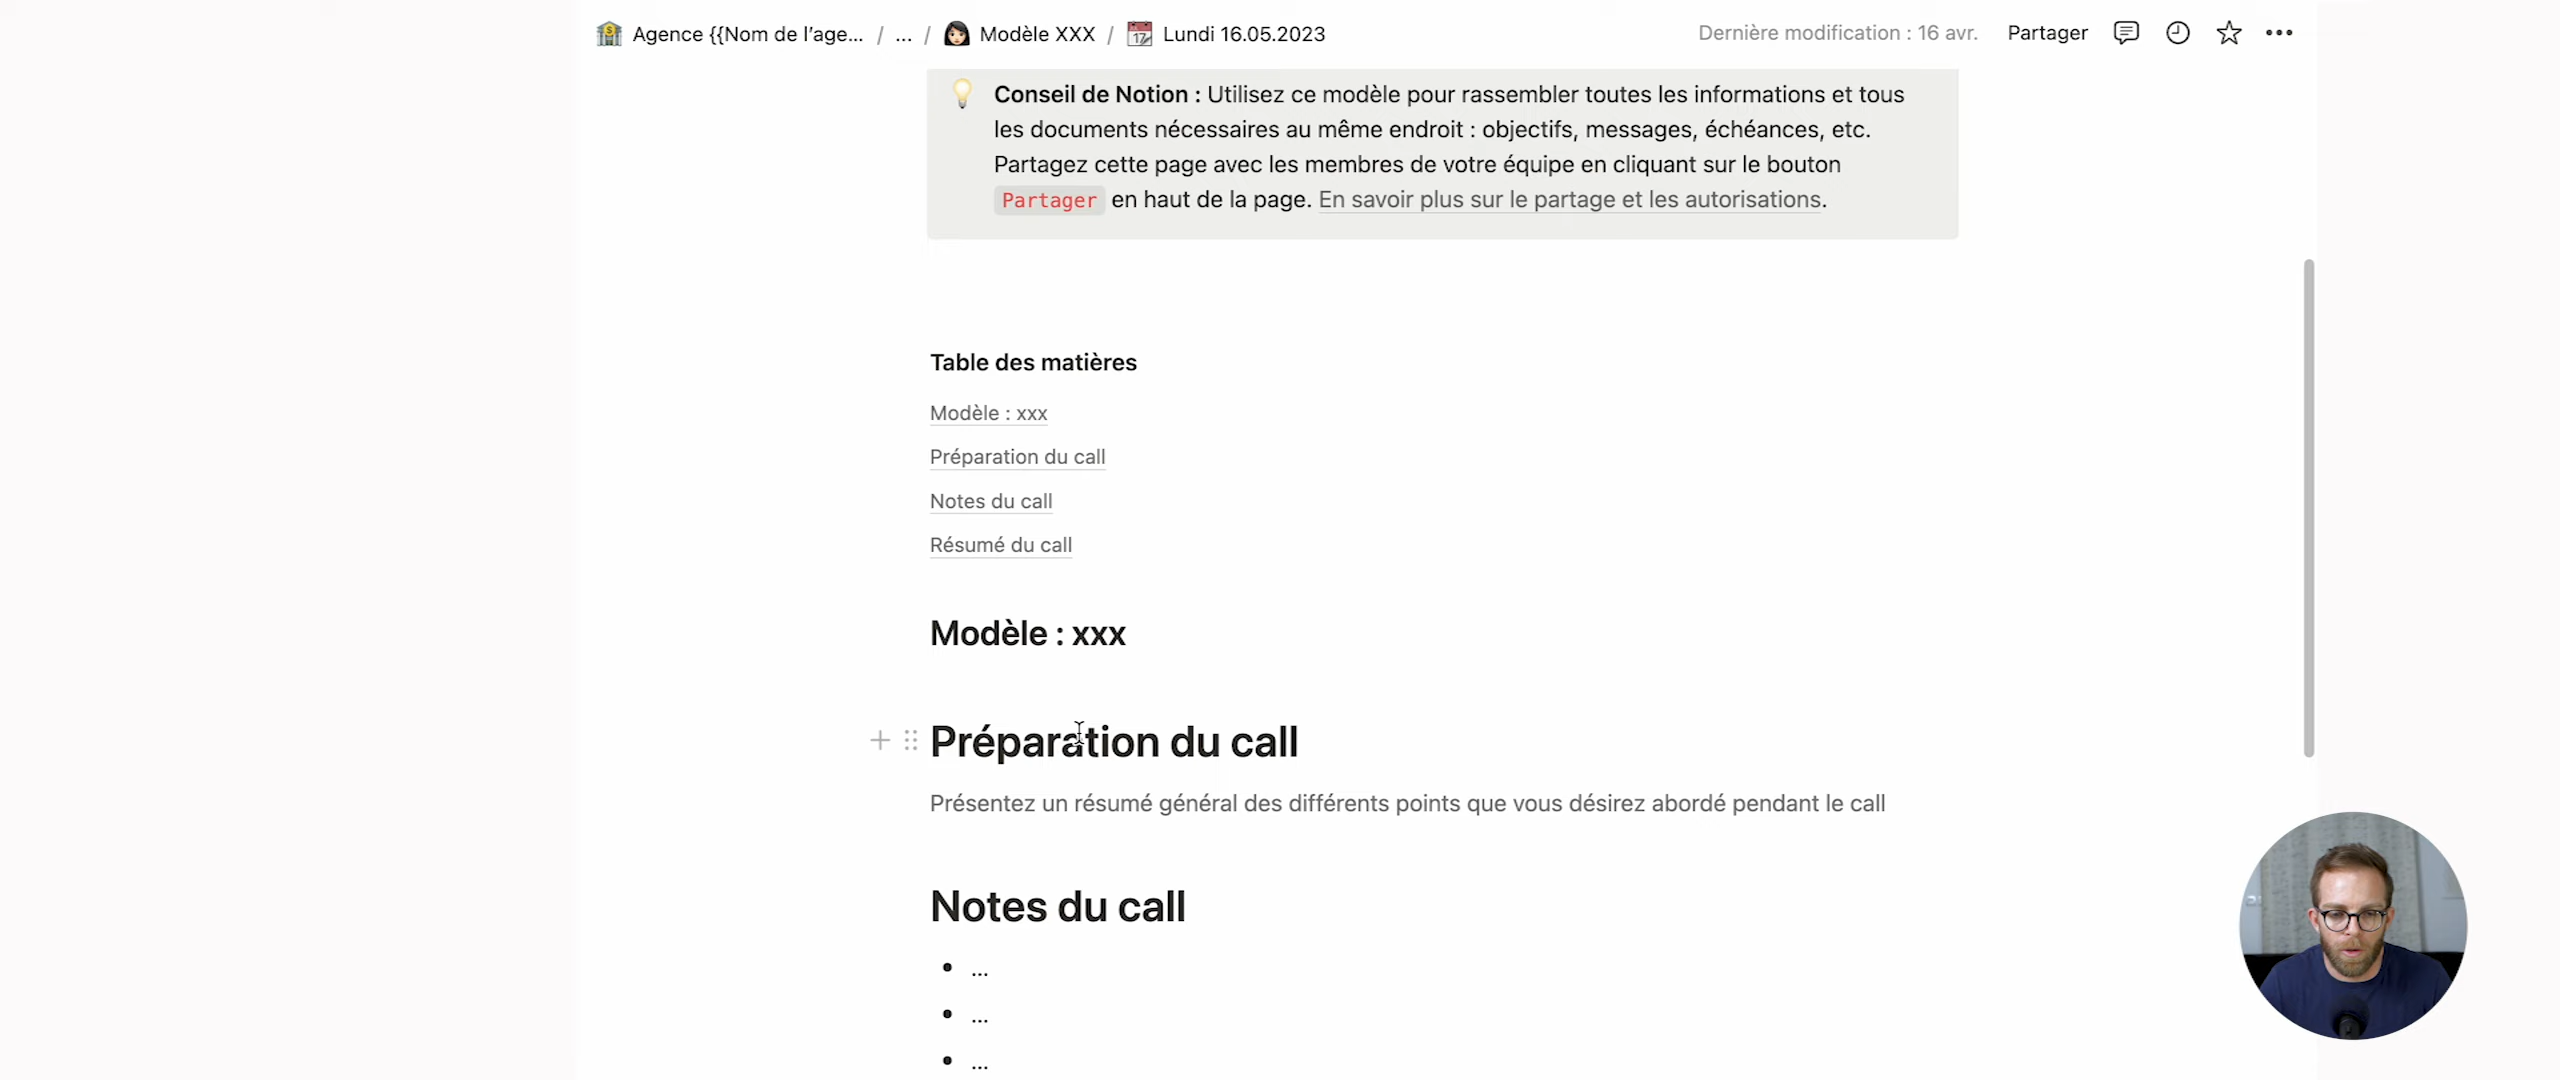 Agence {{Nom de l'age... / ... / Modèle XXX / Lundi 16.05.2023
Dernière modification : 16 avr. Partager
Conseil de Notion : Utilisez ce modèle pour rassembler toutes les informations et tous
les documents nécessaires au même endroit : objectifs, messages, échéances, etc.
Partagez cette page avec les membres de votre équipe en cliquant sur le bouton
Partager en haut de la page. En savoir plus sur le partage et les autorisations.
Table des matières
Modèle : xxx
Préparation du call
Notes du call
Résumé du call
Modèle : xxx
Préparation du call
Présentez un résumé général des différents points que vous désirez abordé pendant le call
Notes du call
• ...
• ...
• ...